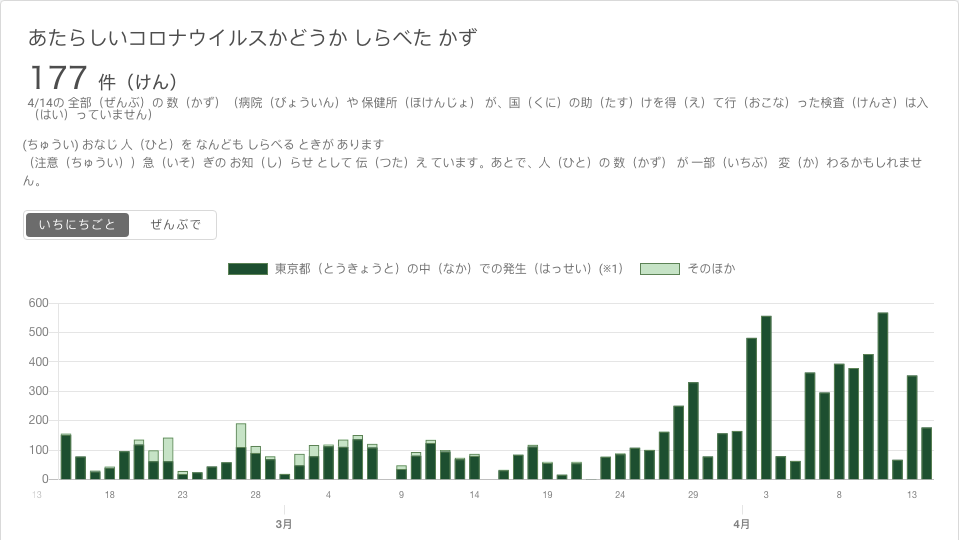 あたらしいコロナウイルスかどうか しらべた かず
177 件（けん）
4/14の 全部（ぜんぶ）の 数（かず）（病院（びょういん）や 保健所（ほけんじょ） が、国（くに）の助（たす）けを得（え）て行（おこな）った検査（けんさ）は入
（はい）っていません）
(ちゅうい) おなじ 人（ひと）を なんども しらべる ときが あります
（注意（ちゅうい））急（いそ）ぎの お知（し）らせ として 伝（つた）え ています。あとで、人（ひと）の 数（かず） が 一部（いちぶ） 変（か）わるかもしれませ
ん。
いちにちごと ぜんぶで
東京都（とうきょうと）の中（なか）での発生（はっせい）(※1) そのほか
600
500
400
300
200
100
0
13 18 23 28 4 9 14 19 24 29 3 8 13
3月 4月